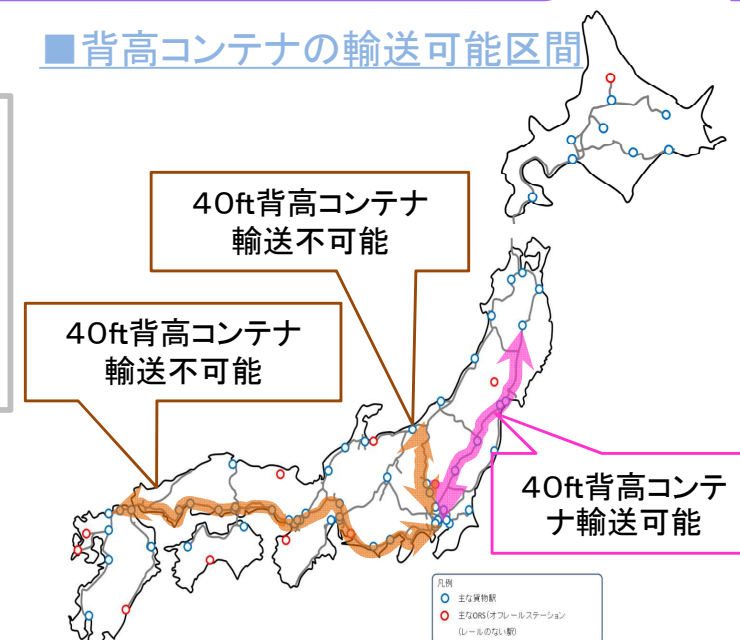 ■背高コンテナの輸送可能区間
40ft背高コンテナ
輸送不可能
40ft背高コンテナ
輸送不可能
40ft背高コンテ
ナ輸送可能
凡例
主な貨物駅
主なORS(オフレールステーション
(レールのない駅)